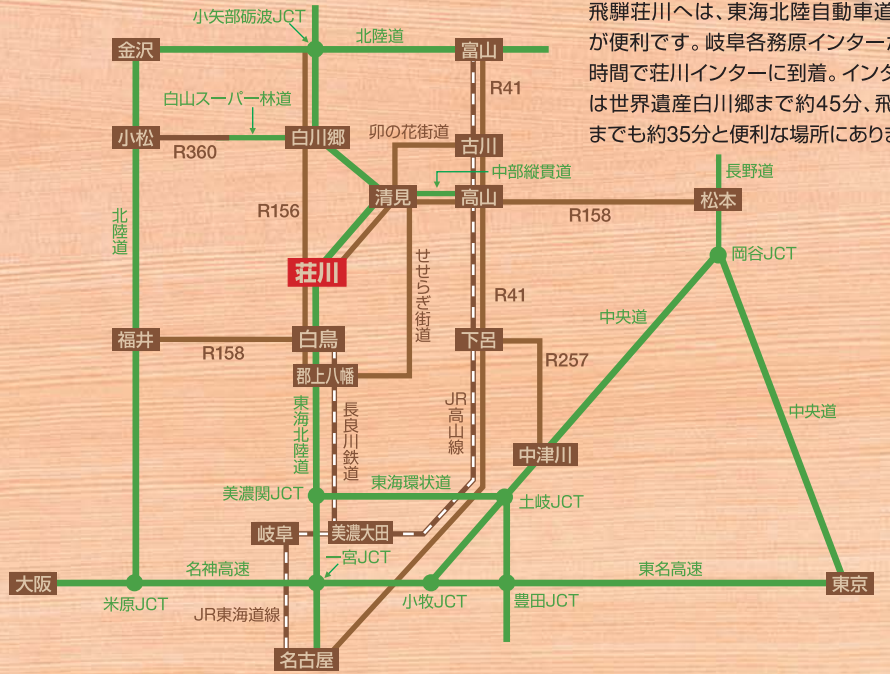 飛騨荘川へは、東海北陸自動車道
が便利です。岐阜各務原インター
時間で荘川インターに到着。イン
は世界遺産白川郷まで約45分、飛
までも約35分と便利な場所にあり
小矢部砺波JCT
北陸道
金沢
富山
R41
白山スーパー林道
卯の花街道
小松
R360
白川郷
古川
中部縦貫道
長野道
清見
高山
松本
R156
R158
北陸道
岡谷JCT
荘川
せせらぎ街道
R41
中央道
福井
R158
白鳥
下呂
R257
郡上八幡
東海北陸道
長良川鉄道
JR高山線
中央道
中津川
東海環状道
美濃関JCT
土岐JCT
岐阜
美濃大田
一宮JCT
名神高速
東名高速
大阪
東京
米原JCT
小牧JCT
豊田JCT
JR東海道線
名古屋